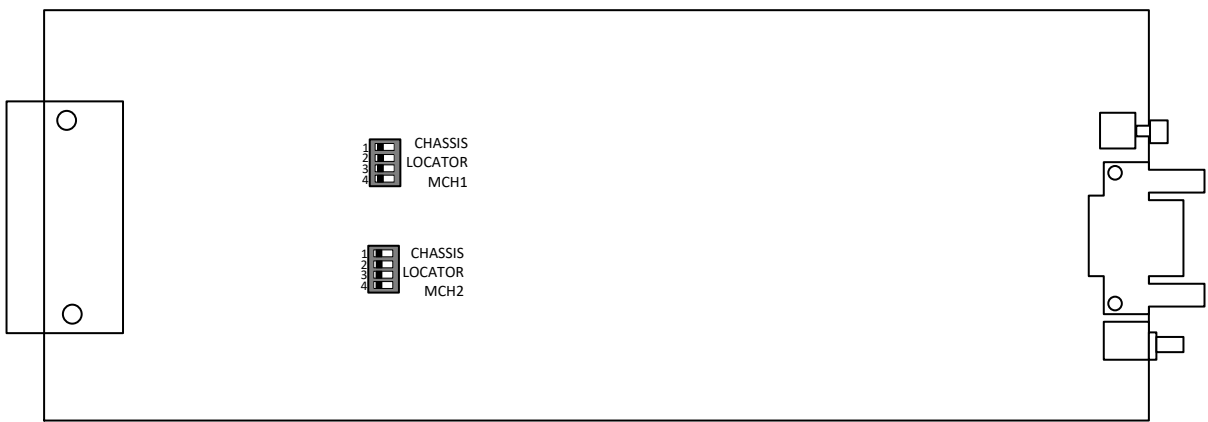 1 CHASSIS
2 LOCATOR
3
4 MCH1
1 CHASSIS
2 LOCATOR
3
4 MCH2